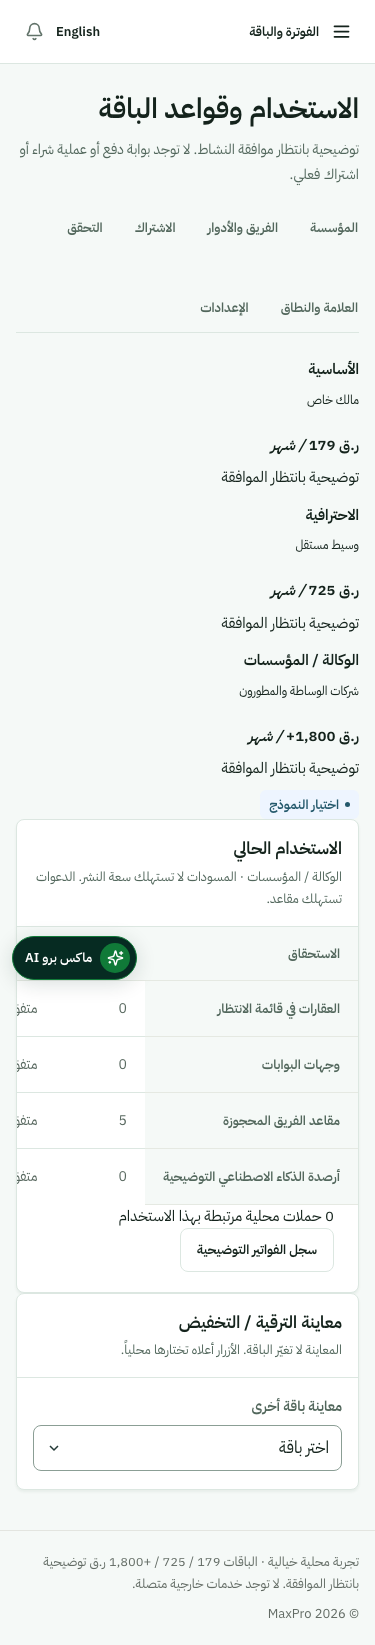 الفوترة والباقة
English
الاستخدام وقواعد الباقة
توضيحية بانتظار موافقة النشاط. لا توجد بوابة دفع أو عملية شراء أو
اشتراك فعلي.
المؤسسة
الفريق والأدوار
الاشتراك
التحقق
العلامة والنطاق
الإعدادات
الأساسية
مالك خاص
ر.ق 179 / شهر
توضيحية بانتظار الموافقة
الاحترافية
وسيط مستقل
ر.ق 725 / شهر
توضيحية بانتظار الموافقة
الوكالة / المؤسسات
شركات الوساطة والمطورون
ر.ق 1,800+ / شهر
توضيحية بانتظار الموافقة
• اختيار النموذج
الاستخدام الحالي
الوكالة / المؤسسات · المسودات لا تستهلك سعة النشر. الدعوات
تستهلك مقاعد.
الاستحقاق
ماكس برو AI
العقارات في قائمة الانتظار 0
وجهات البوابات 0
مقاعد الفريق المحجوزة 5
أرصدة الذكاء الاصطناعي التوضيحية 0
0 حملات محلية مرتبطة بهذا الاستخدام
سجل الفواتير التوضيحية
معاينة الترقية / التخفيض
المعاينة لا تغيّر الباقة. الأزرار أعلاه تختارها محلياً.
معاينة باقة أخرى
اختر باقة
تجربة محلية خيالية · الباقات 179 / 725 / 1,800+ ر.ق توضيحية
بانتظار الموافقة. لا توجد خدمات خارجية متصلة.
© 2026 MaxPro